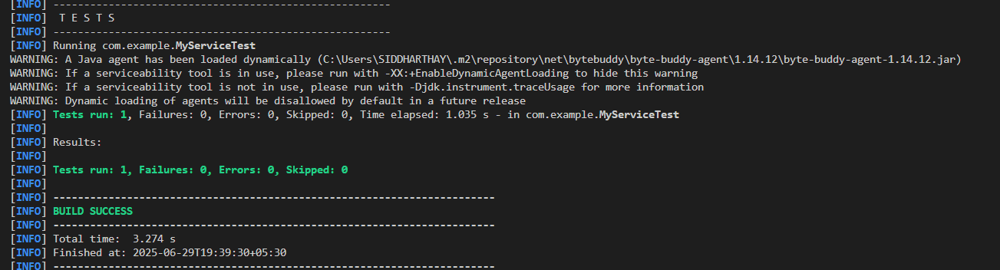 [INFO] -------------------------------------------------------
[INFO]  T E S T S
[INFO] -------------------------------------------------------
[INFO] Running com.example.MyServiceTest
WARNING: A Java agent has been loaded dynamically (C:\Users\SIDDHARTHAY\.m2\repository\net\bytebuddy\byte-buddy-agent\1.14.12\byte-buddy-agent-1.14.12.jar)
WARNING: If a serviceability tool is in use, please run with -XX:+EnableDynamicAgentLoading to hide this warning
WARNING: If a serviceability tool is not in use, please run with -Djdk.instrument.traceUsage for more information
WARNING: Dynamic loading of agents will be disallowed by default in a future release
[INFO] Tests run: 1, Failures: 0, Errors: 0, Skipped: 0, Time elapsed: 1.035 s - in com.example.MyServiceTest
[INFO]
[INFO] Results:
[INFO]
[INFO] Tests run: 1, Failures: 0, Errors: 0, Skipped: 0
[INFO]
[INFO] ------------------------------------------------------------------------
[INFO] BUILD SUCCESS
[INFO] ------------------------------------------------------------------------
[INFO] Total time:  3.274 s
[INFO] Finished at: 2025-06-29T19:39:30+05:30
[INFO] ------------------------------------------------------------------------